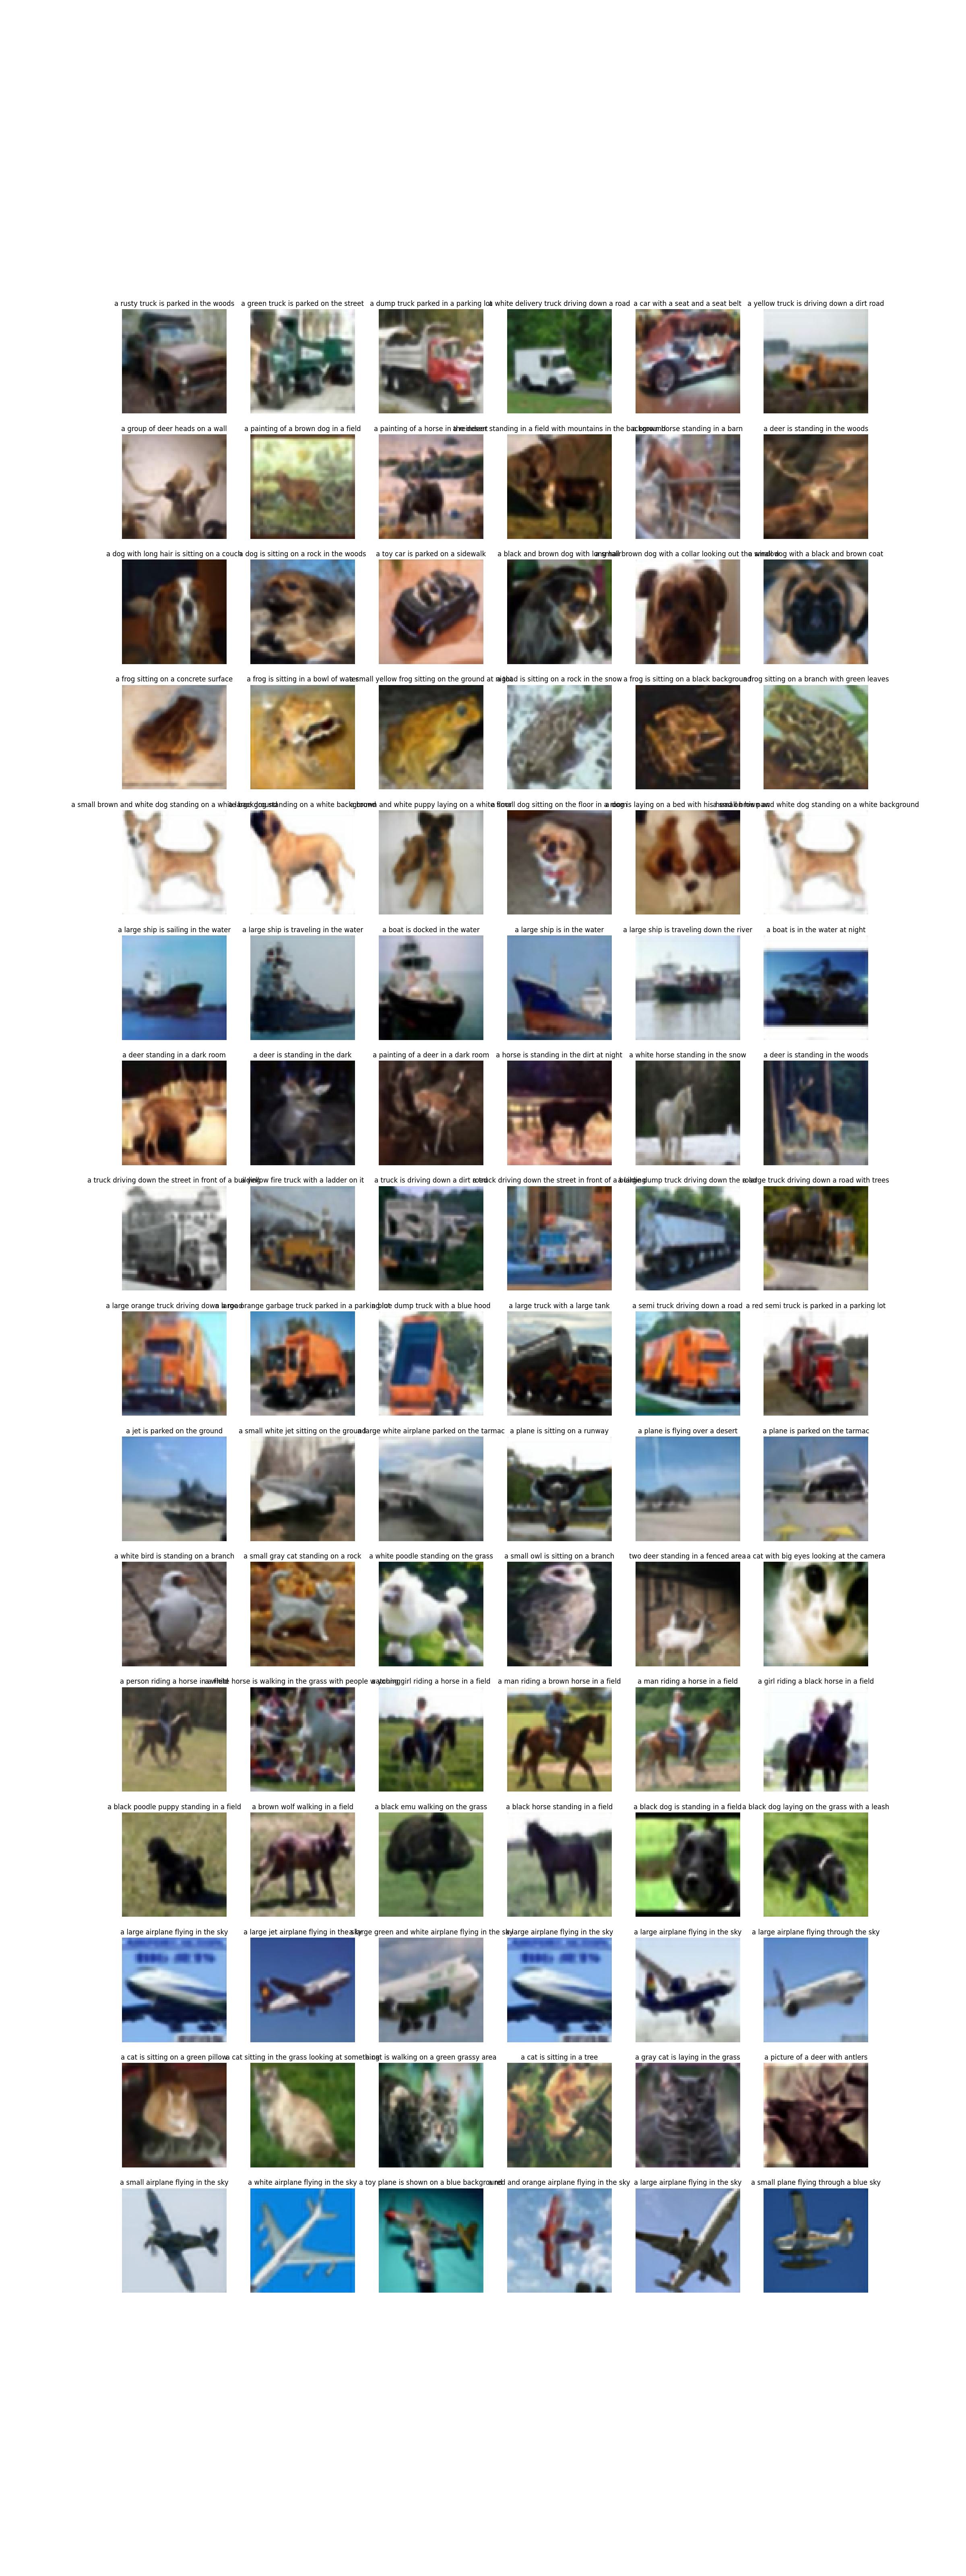 a rusty truck is parked in the woods a green truck is parked on the street a dump truck parked in a parking lot white delivery truck driving down a road a car with a seat and a seat belt a yellow truck is driving down a dirt road
a group of deer heads on a wall a painting of a brown dog in a field a painting of a horse in the desert standing in a field with mountains in the background horse standing in a barn a deer is standing in the woods
a dog with long hair is sitting on a couch dog is sitting on a rock in the woods a toy car is parked on a sidewalk a black and brown dog with long hair brown dog with a collar looking out the window dog with a black and brown coat
a frog sitting on a concrete surface a frog is sitting in a bowl of water small yellow frog sitting on the ground at night toad is sitting on a rock in the snow a frog is sitting on a black background frog sitting on a branch with green leaves
a small brown and white dog standing on a white background standing on a white background and white puppy laying on a white floor small dog sitting on the floor in a room is laying on a bed with his head and white dog standing on a white background
a large ship is sailing in the water a large ship is traveling in the water a boat is docked in the water a large ship is in the water a large ship is traveling down the river a boat is in the water at night
a deer standing in a dark room a deer is standing in the dark a painting of a deer in a dark room a horse is standing in the dirt at night a white horse standing in the snow a deer is standing in the woods
a truck driving down the street in front of a building yellow fire truck with a ladder on it a truck is driving down a dirt road truck driving down the street in front of a building dump truck driving down the road large truck driving down a road with trees
a large orange truck driving down a road orange garbage truck parked in a parking lot blue dump truck with a blue hood a large truck with a large tank a semi truck driving down a road a red semi truck is parked in a parking lot
a jet is parked on the ground a small white jet sitting on the ground large white airplane parked on the tarmac a plane is sitting on a runway a plane is flying over a desert a plane is parked on the tarmac
a white bird is standing on a branch a small gray cat standing on a rock a white poodle standing on the grass a small owl is sitting on a branch two deer standing in a fenced area a cat with big eyes looking at the camera
a person riding a horse in a field white horse is walking in the grass with people watching young girl riding a horse in a field a man riding a brown horse in a field a man riding a horse in a field a girl riding a black horse in a field
a black poodle puppy standing in a field a brown wolf walking in a field a black emu walking on the grass a black horse standing in a field a black dog is standing in a field a black dog laying on the grass with a leash
a large airplane flying in the sky a large jet airplane flying in the sky large green and white airplane flying in the sky a large airplane flying in the sky a large airplane flying in the sky a large airplane flying through the sky
a cat is sitting on a green pillow a cat sitting in the grass looking at something cat is walking on a green grassy area a cat is sitting in a tree a gray cat is laying in the grass a picture of a deer with antlers
a small airplane flying in the sky a white airplane flying in the sky a toy plane is shown on a blue background red and orange airplane flying in the sky a large airplane flying in the sky a small plane flying through a blue sky